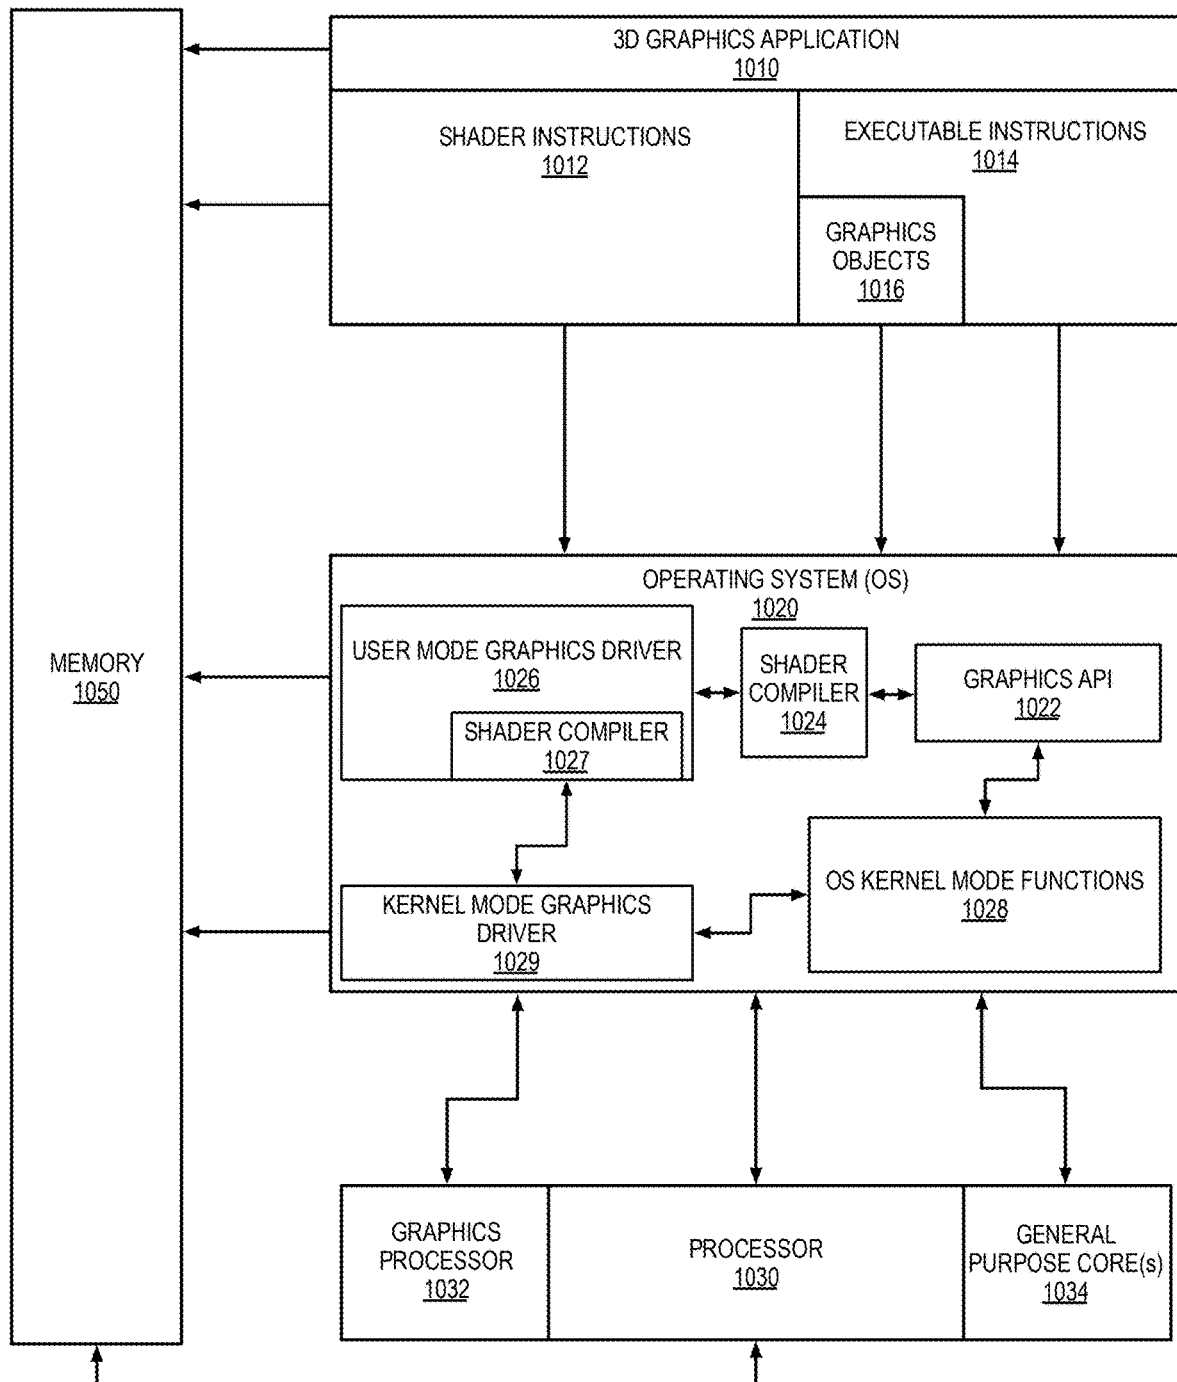 3D GRAPHICS APPLICATION
1010
SHADER INSTRUCTIONS
1012
EXECUTABLE INSTRUCTIONS
1014
GRAPHICS
OBJECTS
1016
MEMORY
1050
OPERATING SYSTEM (OS)
1020
USER MODE GRAPHICS DRIVER
1026
SHADER COMPILER
1027
SHADER
COMPILER
1024
GRAPHICS API
1022
KERNEL MODE GRAPHICS
DRIVER
1029
OS KERNEL MODE FUNCTIONS
1028
GRAPHICS
PROCESSOR
1032
PROCESSOR
1030
GENERAL
PURPOSE CORE(s)
1034